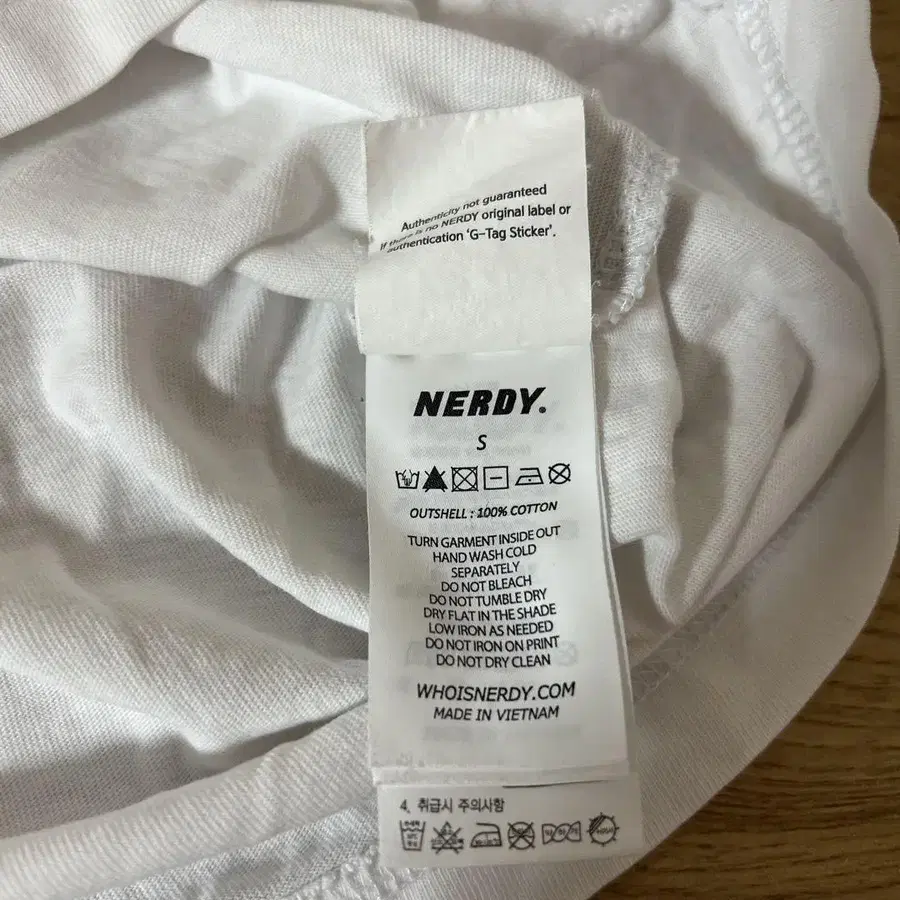 Authenticity not guaranteed
If there is no NERDY original label or
authentication 'G-Tag Sticker'.
NERDY.
S
OUTSHELL : 100% COTTON
TURN GARMENT INSIDE OUT
HAND WASH COLD
SEPARATELY
DO NOT BLEACH
DO NOT TUMBLE DRY
DRY FLAT IN THE SHADE
LOW IRON AS NEEDED
DO NOT IRON ON PRINT
DO NOT DRY CLEAN
WHOISNERDY.COM
MADE IN VIETNAM
4. 취급시 주의사항